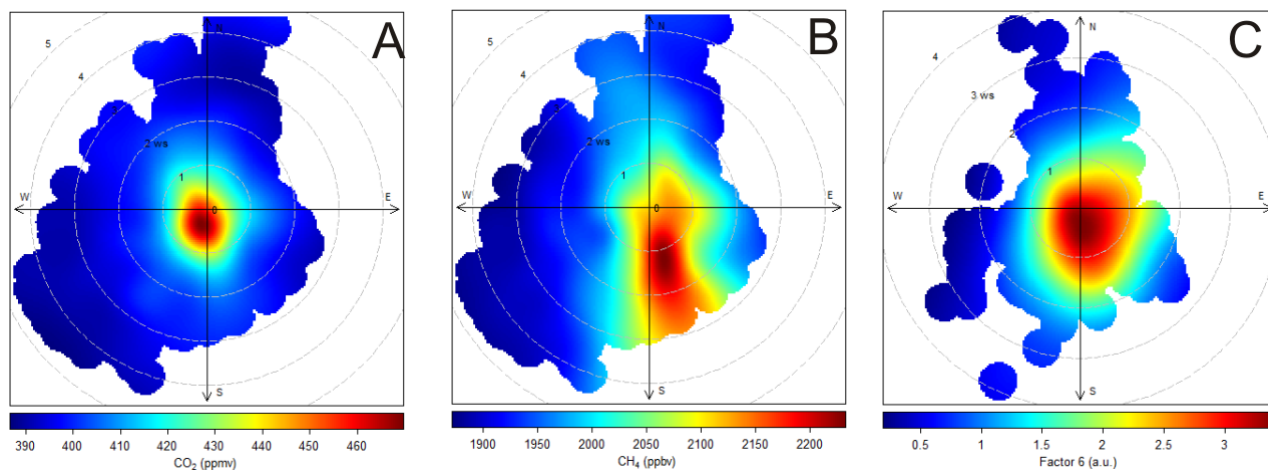 A
N
5
4
2 ws
1
W
0
E
S
390 400 410 420 430 440 450 460
CO₂ (ppmv)
B
N
5
4
2 ws
1
W
0
E
S
1900 1950 2000 2050 2100 2150 2200
CH₄ (ppbv)
C
N
4
3 ws
2
1
W
0
E
S
0.5 1 1.5 2 2.5 3
Factor 6 (a.u.)